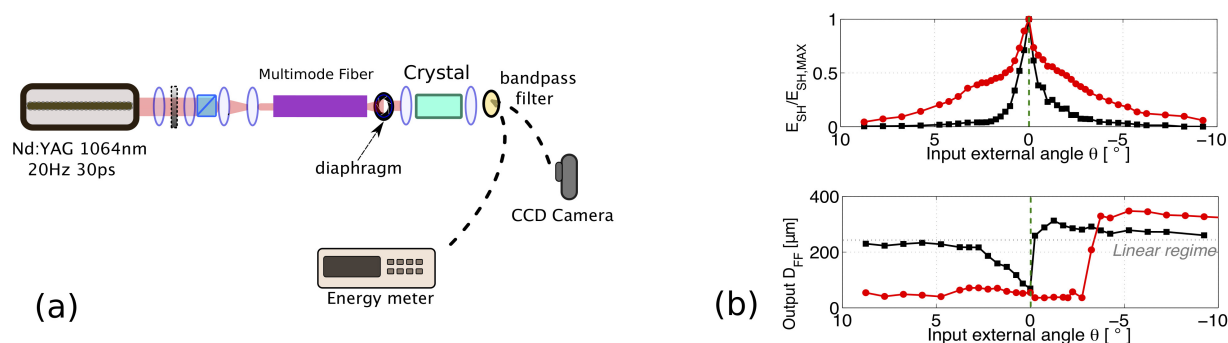 Nd:YAG 1064nm
20Hz 30ps
Multimode Fiber
diaphragm
Crystal
bandpass
filter
CCD Camera
Energy meter
(a)
E_SH/E_SH,MAX
1
0.5
0
10 5 0 −5 −10
Input external angle θ [ ° ]
Output D_FF [µm]
400
200
0
Linear regime
10 5 0 −5 −10
Input external angle θ [ ° ]
(b)